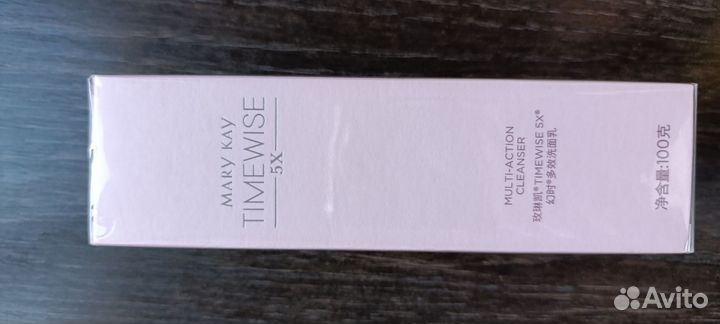 MARY KAY
TIMEWISE
5X
MULTI-ACTION
CLEANSER
玫琳凯®TIMEWISE 5X®
幻时®多效洗面乳
净含量:100克
Avito